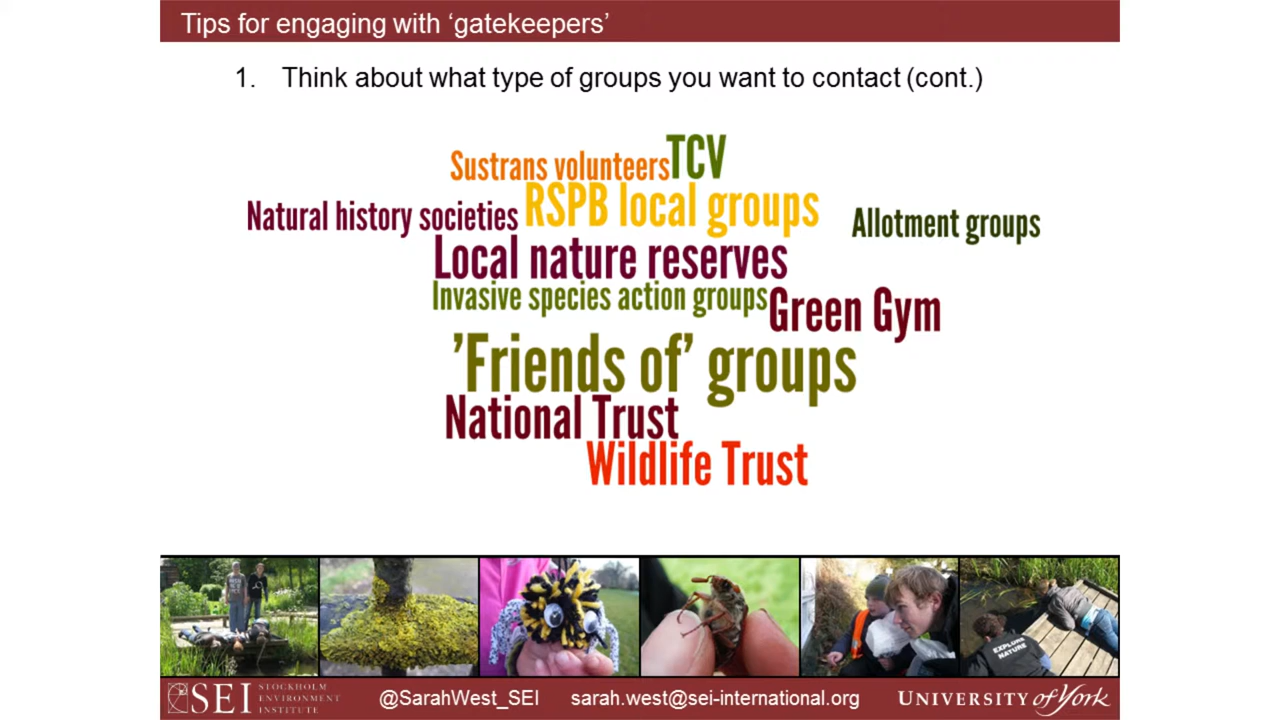 Tips for engaging with ‘gatekeepers’
1. Think about what type of groups you want to contact (cont.)
TCV
Sustrans volunteers
RSPB local groups
Natural history societies
Allotment groups
Local nature reserves
Invasive species action groups
Green Gym
’Friends of’ groups
National Trust
Wildlife Trust
EXPLORE
NATURE
SEI STOCKHOLM
ENVIRONMENT
INSTITUTE
@SarahWest_SEI sarah.west@sei-international.org
UNIVERSITY of York